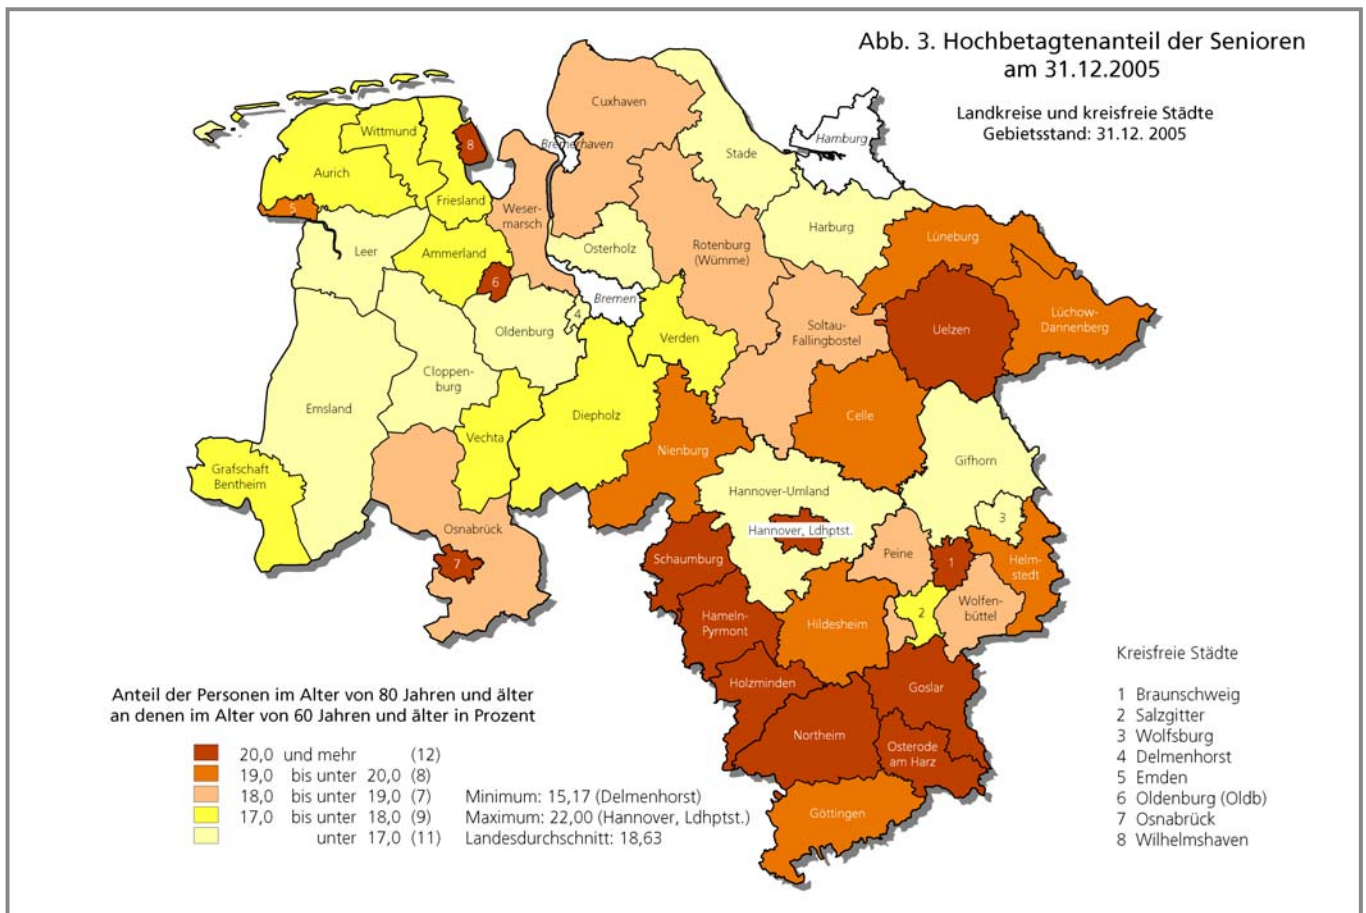 Abb. 3. Hochbetagtenanteil der Senioren
am 31.12.2005
Landkreise und kreisfreie Städte
Gebietsstand: 31.12. 2005
Cuxhaven
Bremerhaven
Hamburg
Stade
Wittmund
8
Aurich
Friesland
5
Weser-
marsch
Harburg
Lüneburg
Leer
Ammerland
Osterholz
Rotenburg
(Wümme)
6
Bremen
4
Oldenburg
Verden
Soltau-
Fallingbostel
Uelzen
Lüchow-
Dannenberg
Cloppen-
burg
Emsland
Vechta
Diepholz
Celle
Nienburg
Gifhorn
Grafschaft
Bentheim
Hannover-Umland
3
Osnabrück
Hannover, Ldhptst.
7
Schaumburg
Peine
1
Helm-
stedt
Hameln-
Pyrmont
Hildesheim
2
Wolfen-
büttel
Holzminden
Goslar
Northeim
Osterode
am Harz
Göttingen
Kreisfreie Städte
1 Braunschweig
2 Salzgitter
3 Wolfsburg
4 Delmenhorst
5 Emden
6 Oldenburg (Oldb)
7 Osnabrück
8 Wilhelmshaven
Anteil der Personen im Alter von 80 Jahren und älter
an denen im Alter von 60 Jahren und älter in Prozent
20,0 und mehr (12)
19,0 bis unter 20,0 (8)
18,0 bis unter 19,0 (7) Minimum: 15,17 (Delmenhorst)
17,0 bis unter 18,0 (9) Maximum: 22,00 (Hannover, Ldhptst.)
unter 17,0 (11) Landesdurchschnitt: 18,63